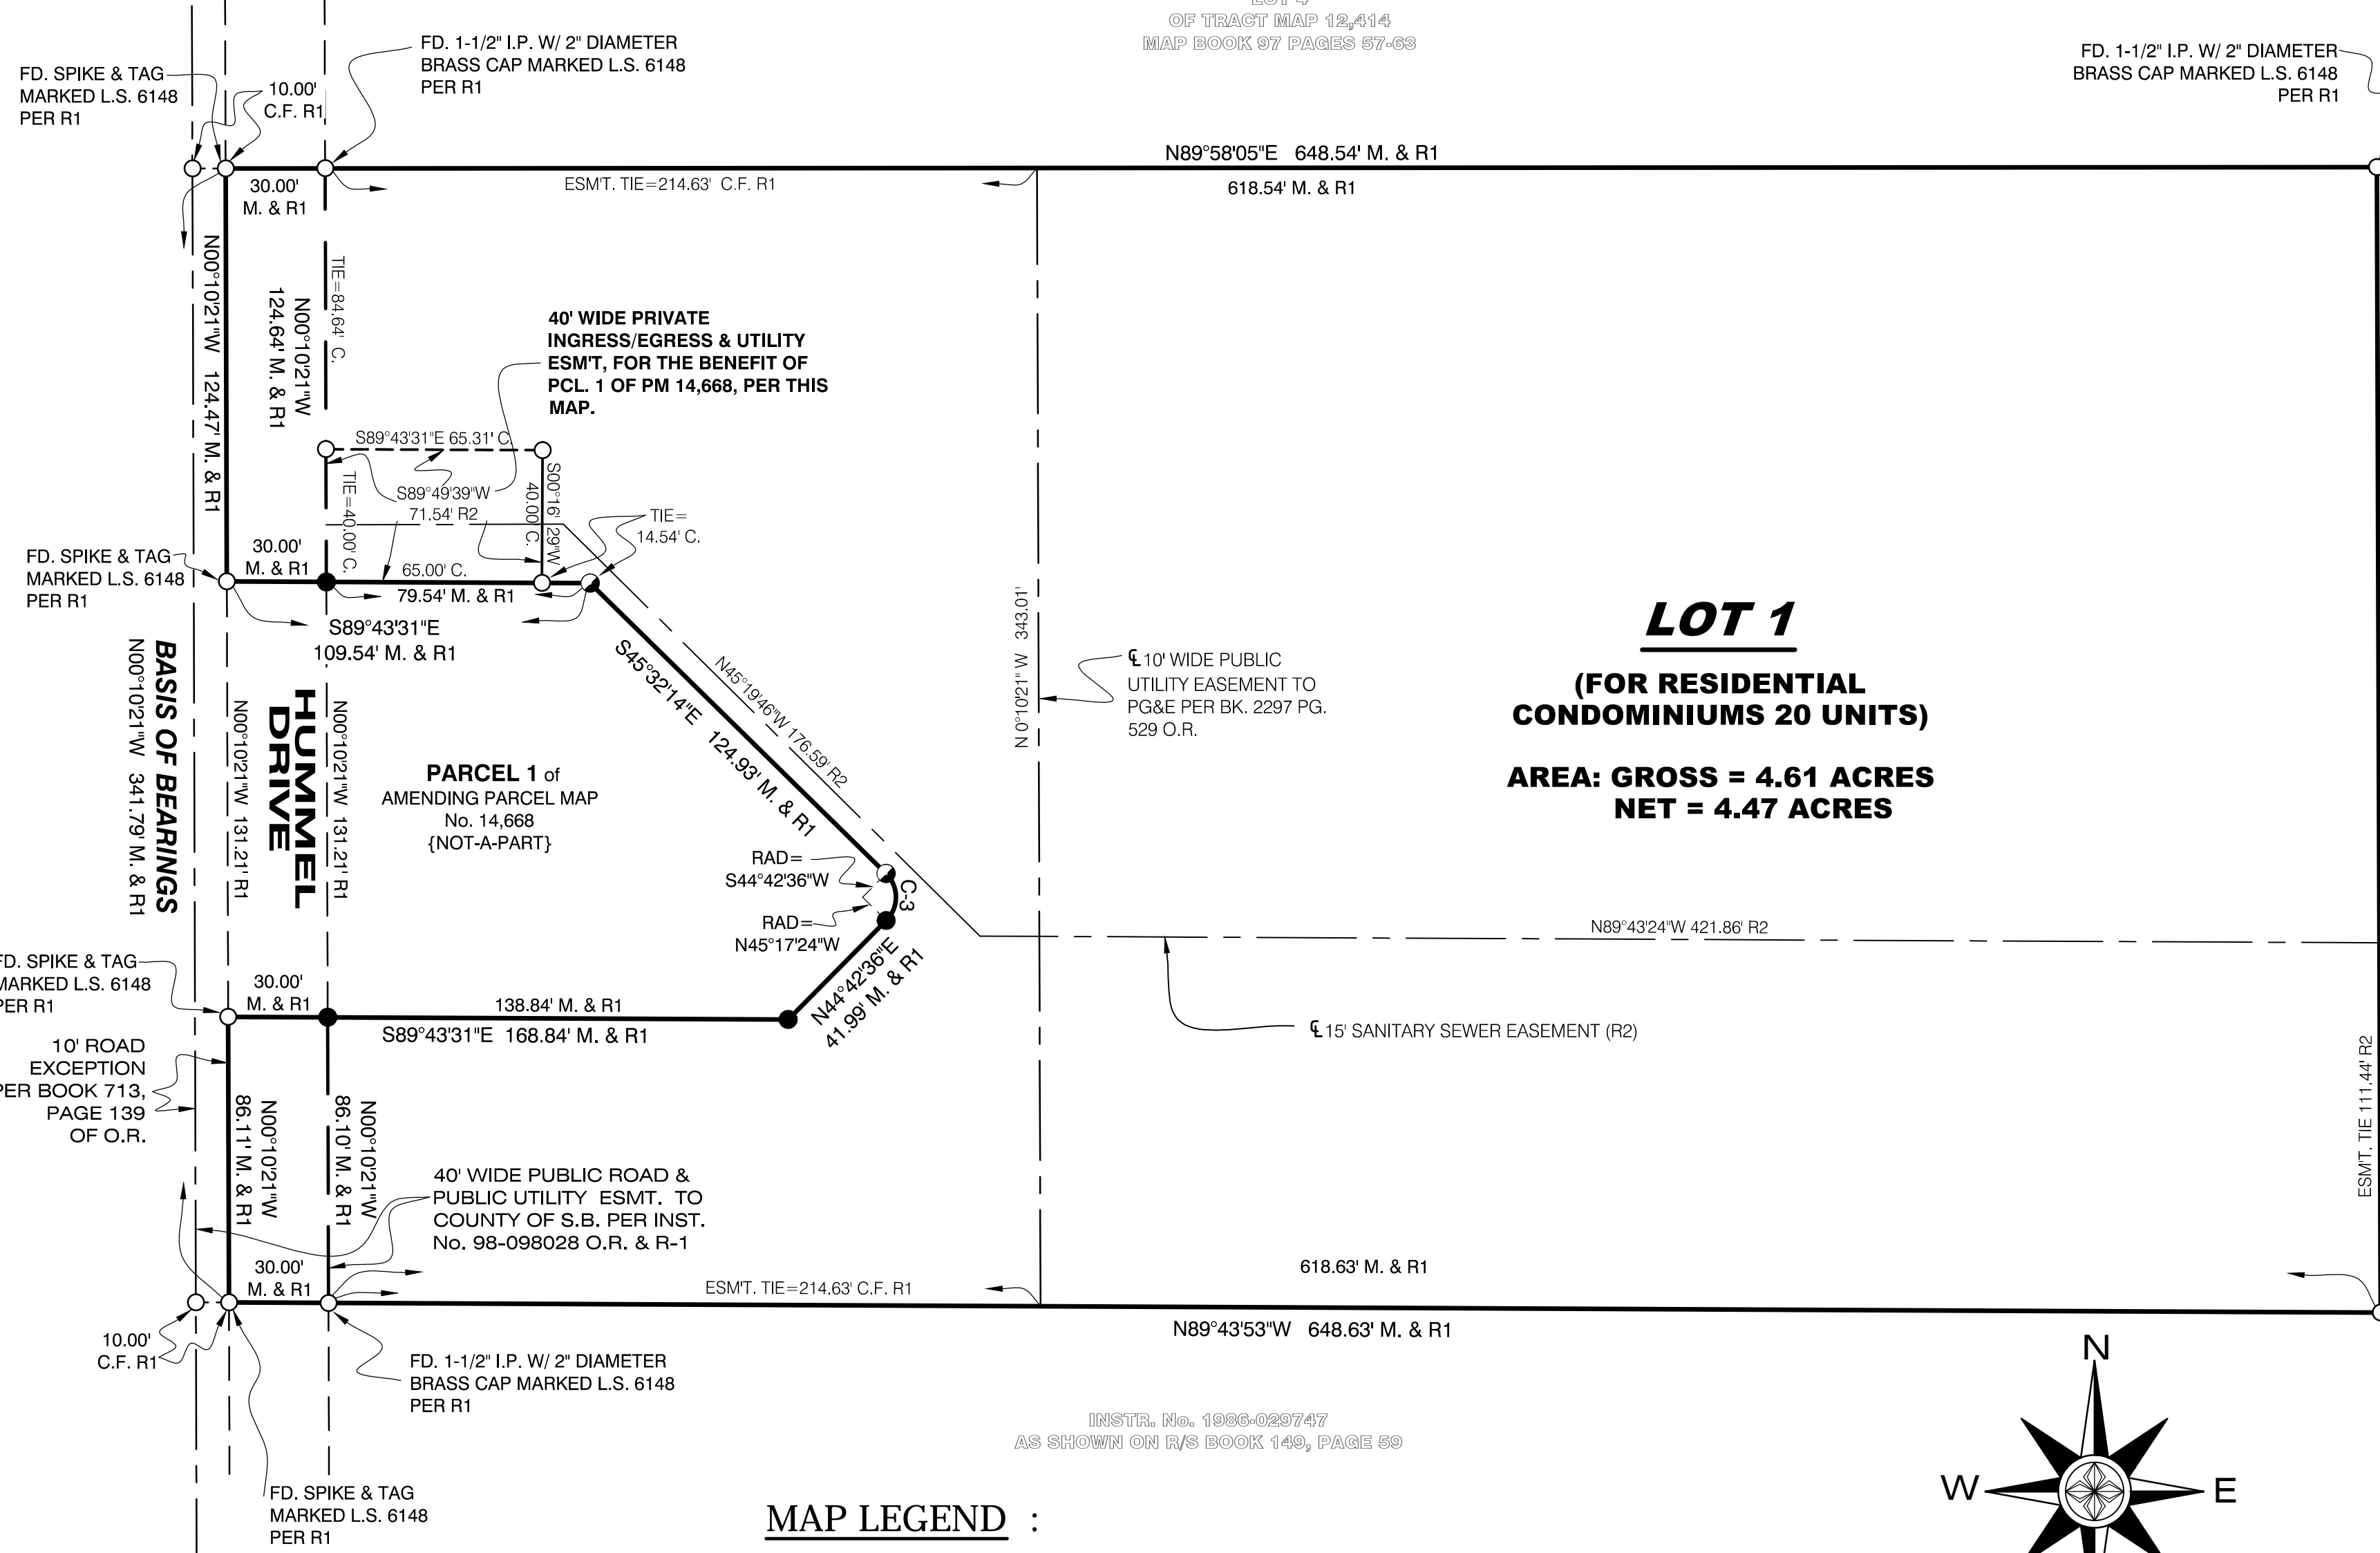 LOT 4
OF TRACT MAP 12,414
MAP BOOK 97 PAGES 57-63
FD. SPIKE & TAG
MARKED L.S. 6148
PER R1
10.00'
C.F. R1
FD. 1-1/2" I.P. W/ 2" DIAMETER
BRASS CAP MARKED L.S. 6148
PER R1
FD. 1-1/2" I.P. W/ 2" DIAMETER
BRASS CAP MARKED L.S. 6148
PER R1
N89°58'05"E 648.54' M. & R1
30.00'
M. & R1
ESM'T. TIE=214.63' C.F. R1
618.54' M. & R1
N00°10'21"W 124.47' M. & R1
N00°10'21"W
124.64' M. & R1
TIE=84.64' C.
40' WIDE PRIVATE
INGRESS/EGRESS & UTILITY
ESM'T, FOR THE BENEFIT OF
PCL. 1 OF PM 14,668, PER THIS
MAP.
S89°43'31"E 65.31' C.
TIE=40.00' C.
S89°49'39"W
71.54' R2
S00°16' 29"W
40.00' C.
TIE=
14.54' C.
FD. SPIKE & TAG
MARKED L.S. 6148
PER R1
30.00'
M. & R1
65.00' C.
79.54' M. & R1
S89°43'31"E
109.54' M. & R1
BASIS OF BEARINGS
N00°10'21"W 341.79' M. & R1
N00°10'21"W 131.21' R1
HUMMEL
DRIVE
N00°10'21"W 131.21' R1
S45°32'14"E 124.93' M. & R1
N45°19'46"W 176.59' R2
PARCEL 1 of
AMENDING PARCEL MAP
No. 14,668
{NOT-A-PART}
RAD=
S44°42'36"W
C-3
RAD=
N45°17'24"W
N44°42'36"E
41.99' M. & R1
N 0°10'21" W 343.01'
℄ 10' WIDE PUBLIC
UTILITY EASEMENT TO
PG&E PER BK. 2297 PG.
529 O.R.
LOT 1
(FOR RESIDENTIAL
CONDOMINIUMS 20 UNITS)
AREA: GROSS = 4.61 ACRES
NET = 4.47 ACRES
N89°43'24"W 421.86' R2
℄ 15' SANITARY SEWER EASEMENT (R2)
ESM'T. TIE 111.44' R2
FD. SPIKE & TAG
MARKED L.S. 6148
PER R1
30.00'
M. & R1
138.84' M. & R1
S89°43'31"E 168.84' M. & R1
10' ROAD
EXCEPTION
PER BOOK 713,
PAGE 139
OF O.R.
N00°10'21"W
86.11' M. & R1
N00°10'21"W
86.10' M. & R1
40' WIDE PUBLIC ROAD &
PUBLIC UTILITY ESMT. TO
COUNTY OF S.B. PER INST.
No. 98-098028 O.R. & R-1
30.00'
M. & R1
ESM'T. TIE=214.63' C.F. R1
618.63' M. & R1
N89°43'53"W 648.63' M. & R1
10.00'
C.F. R1
FD. 1-1/2" I.P. W/ 2" DIAMETER
BRASS CAP MARKED L.S. 6148
PER R1
INSTR. No. 1986-029747
AS SHOWN ON R/S BOOK 149, PAGE 59
FD. SPIKE & TAG
MARKED L.S. 6148
PER R1
MAP LEGEND :
N
W
E